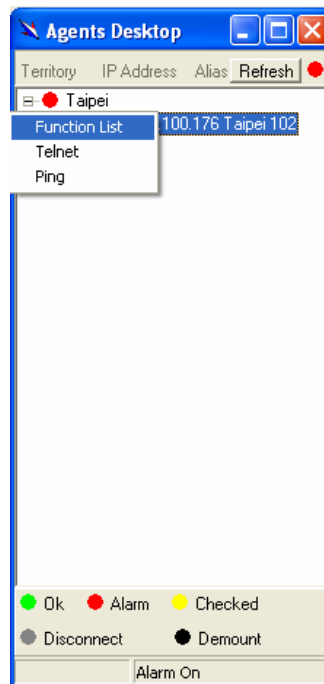 Agents Desktop
Territory IP Address Alias Refresh
Taipei
Function List
100.176 Taipei 102
Telnet
Ping
Ok Alarm Checked
Disconnect Demount
Alarm On